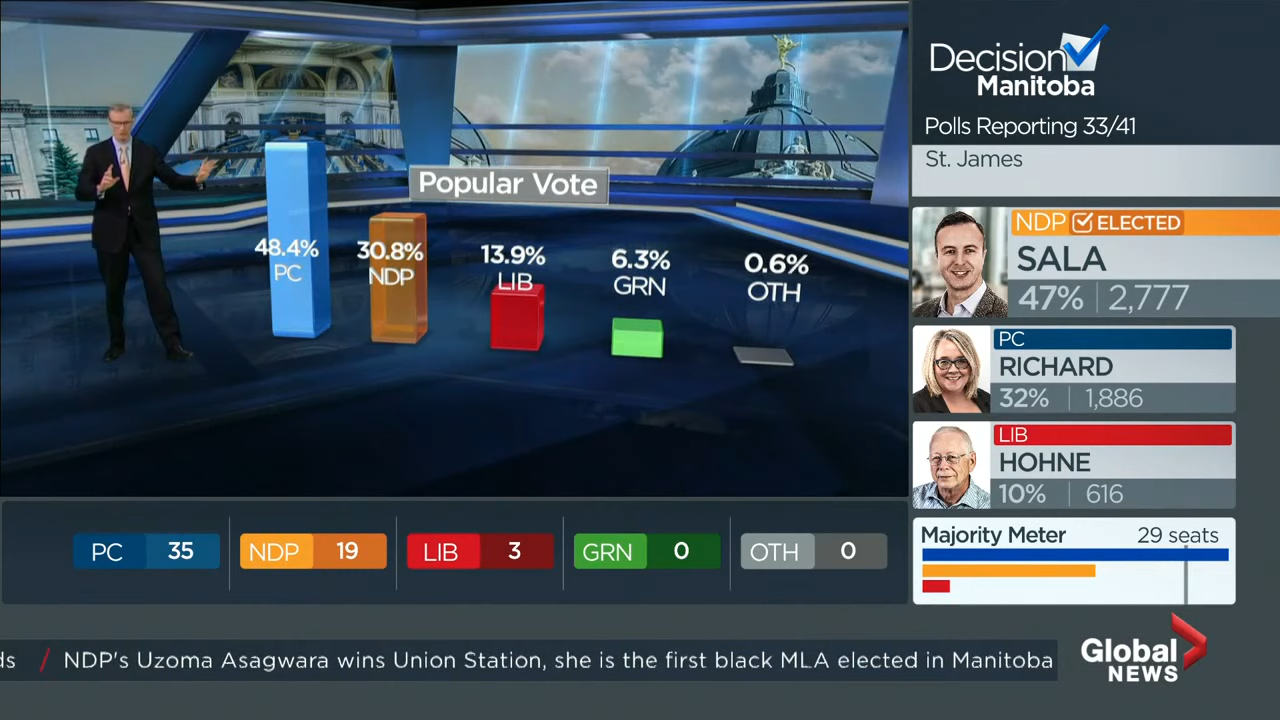 Popular Vote
48.4%
PC
30.8%
NDP
13.9%
LIB
6.3%
GRN
0.6%
OTH
PC 35
NDP 19
LIB 3
GRN 0
OTH 0
Decision
Manitoba
Polls Reporting 33/41
St. James
NDP ELECTED
SALA
47% 2,777
PC
RICHARD
32% 1,886
LIB
HOHNE
10% 616
Majority Meter 29 seats
ds / NDP's Uzoma Asagwara wins Union Station, she is the first black MLA elected in Manitoba
Global
NEWS